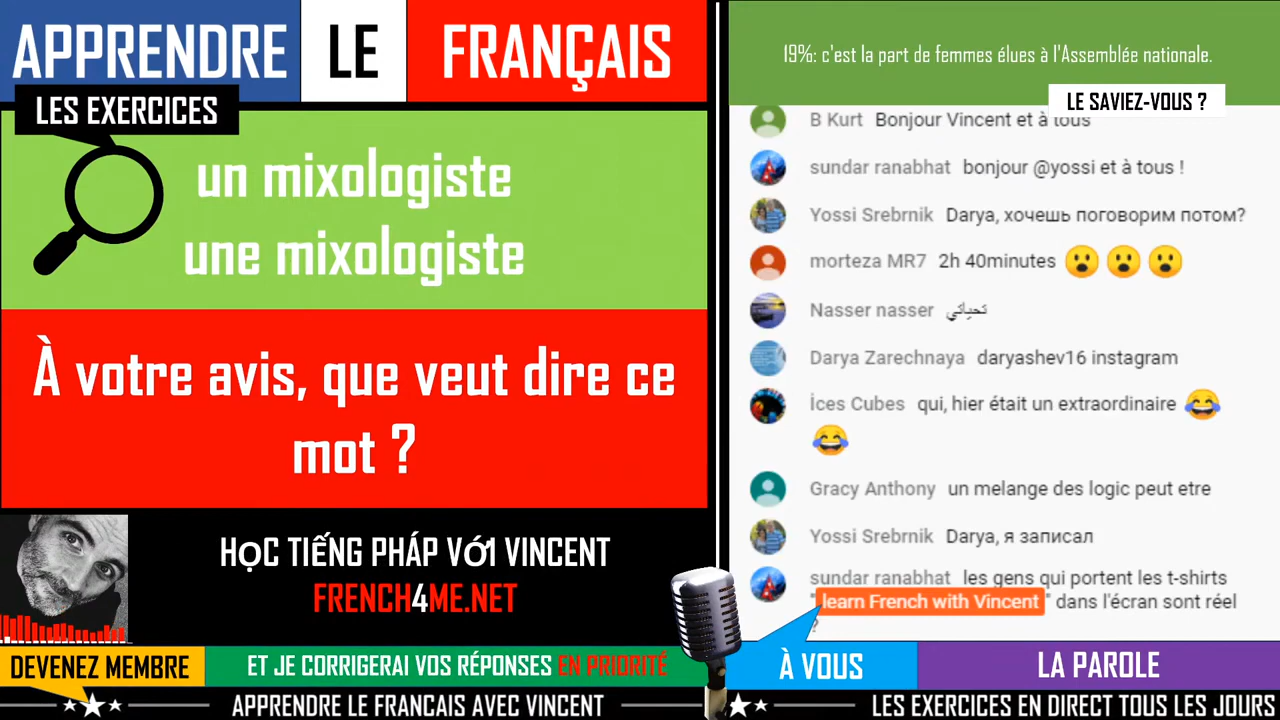 APPRENDRE LE FRANÇAIS
LES EXERCICES
un mixologiste
une mixologiste
À votre avis, que veut dire ce
mot ?
HỌC TIẾNG PHÁP VỚI VINCENT
FRENCH4ME.NET
DEVENEZ MEMBRE
ET JE CORRIGERAI VOS RÉPONSES EN PRIORITÉ
APPRENDRE LE FRANCAIS AVEC VINCENT
19%: c'est la part de femmes élues à l'Assemblée nationale.
LE SAVIEZ-VOUS ?
B Kurt Bonjour Vincent et à tous
sundar ranabhat bonjour @yossi et à tous !
Yossi Srebrnik Darya, хочешь поговорим потом?
morteza MR7 2h 40minutes 😮 😮 😮
Nasser nasser تحياتي
Darya Zarechnaya daryashev16 instagram
İces Cubes qui, hier étàit un extraordinaire 😂
😂
Gracy Anthony un melange des logic peut etre
Yossi Srebrnik Darya, я записал
sundar ranabhat les gens qui portent les t-shirts
"learn French with Vincent" dans l'écran sont réel
?
À VOUS
LA PAROLE
LES EXERCICES EN DIRECT TOUS LES JOURS